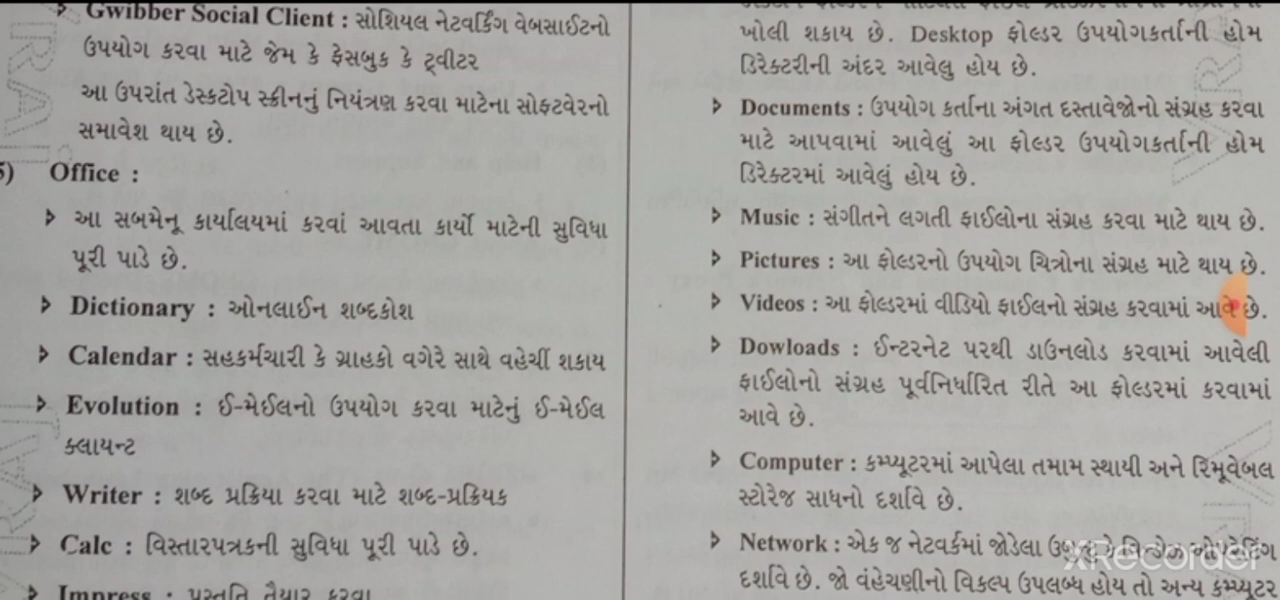 Gwibber Social Client : સોશિયલ નેટવર્કિંગ વેબસાઈટનો
ઉપયોગ કરવા માટે જેમ કે ફેસબુક કે ટ્વીટર
આ ઉપરાંત ડેસ્કટોપ સ્ક્રીનનું નિયંત્રણ કરવા માટેના સોફ્ટવેરનો
સમાવેશ થાય છે.
5) Office :
આ સબમેનૂ કાર્યાલયમાં કરવાં આવતા કાર્યો માટેની સુવિધા
પૂરી પાડે છે.
Dictionary : ઓનલાઈન શબ્દકોશ
Calendar : સહકર્મચારી કે ગ્રાહકો વગેરે સાથે વહેચીં શકાય
Evolution : ઈ-મેઈલનો ઉપયોગ કરવા માટેનું ઈ-મેઈલ
ક્લાયન્ટ
Writer : શબ્દ પ્રક્રિયા કરવા માટે શબ્દ-પ્રક્રિયક
Calc : વિસ્તારપત્રકની સુવિધા પૂરી પાડે છે.
Impress : પ્રસ્તુતિ તૈયાર કરવા
ખોલી શકાય છે. Desktop ફોલ્ડર ઉપયોગકર્તાની હોમ
ડિરેક્ટરીની અંદર આવેલુ હોય છે.
Documents : ઉપયોગ કર્તાના અંગત દસ્તાવેજોનો સંગ્રહ કરવા
માટે આપવામાં આવેલું આ ફોલ્ડર ઉપયોગકર્તાની હોમ
ડિરેક્ટરમાં આવેલું હોય છે.
Music : સંગીતને લગતી ફાઈલોના સંગ્રહ કરવા માટે થાય છે.
Pictures : આ ફોલ્ડરનો ઉપયોગ ચિત્રોના સંગ્રહ માટે થાય છે.
Videos : આ ફોલ્ડરમાં વીડિયો ફાઈલનો સંગ્રહ કરવામાં આવે છે.
Dowloads : ઈન્ટરનેટ પરથી ડાઉનલોડ કરવામાં આવેલી
ફાઈલોનો સંગ્રહ પૂર્વનિર્ધારિત રીતે આ ફોલ્ડરમાં કરવામાં
આવે છે.
Computer : કમ્પ્યૂટરમાં આપેલા તમામ સ્થાયી અને રિમૂવેબલ
સ્ટોરેજ સાધનો દર્શાવે છે.
Network : એક જ નેટવર્કમાં જોડેલા ઓપરેટિંગ
દર્શાવે છે. જો વંહેચણીનો વિકલ્પ ઉપલબ્ધ હોય તો અન્ય કમ્પ્યૂટર
XRecorder